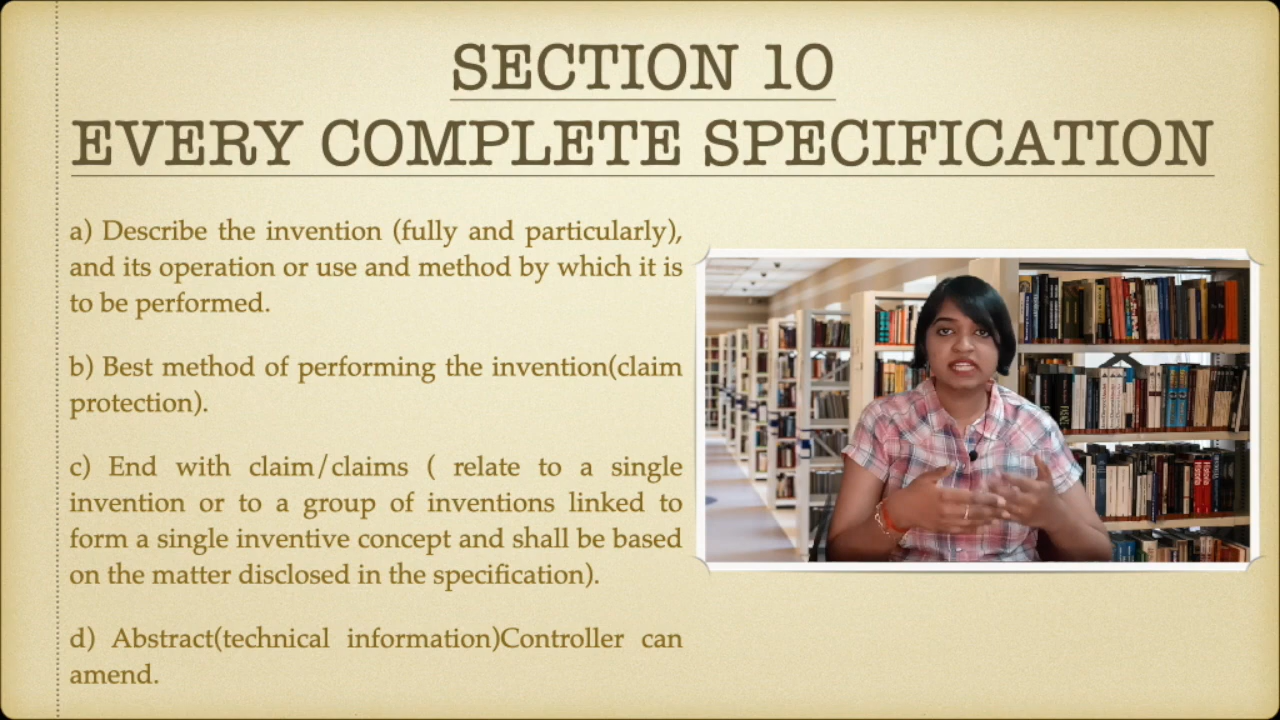 SECTION 10
EVERY COMPLETE SPECIFICATION
a) Describe the invention (fully and particularly),
and its operation or use and method by which it is
to be performed.
b) Best method of performing the invention(claim
protection).
c) End with claim/claims ( relate to a single
invention or to a group of inventions linked to
form a single inventive concept and shall be based
on the matter disclosed in the specification).
d) Abstract(technical information)Controller can
amend.